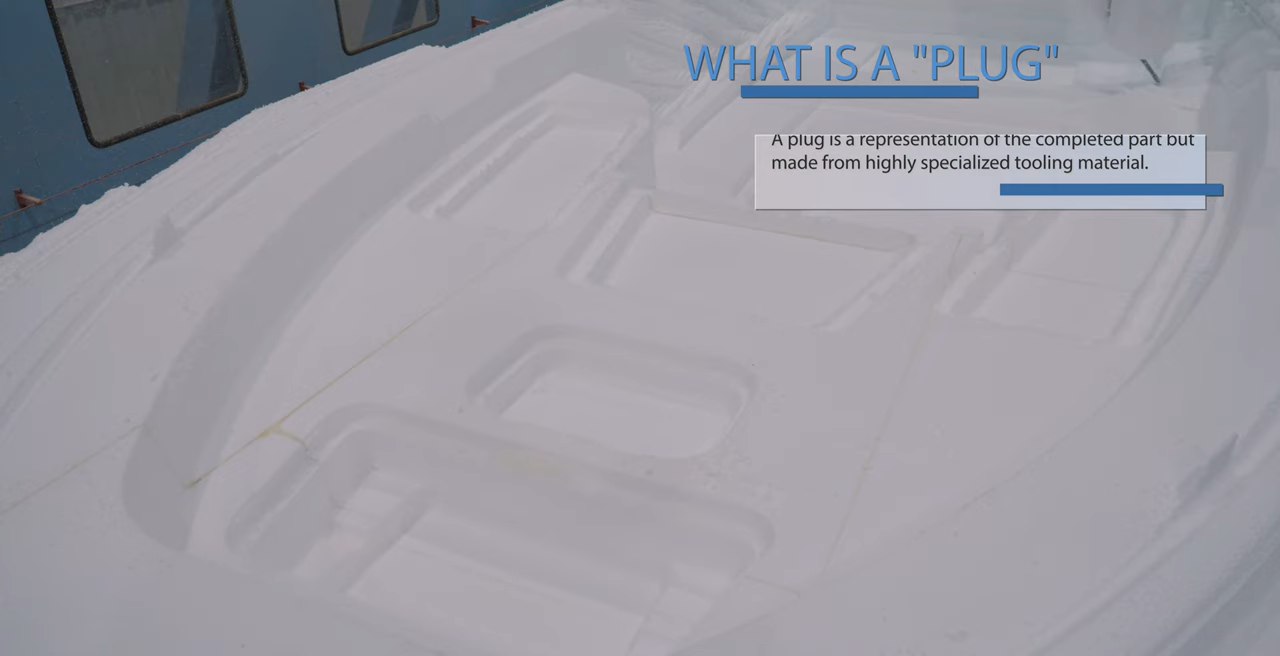 WHAT IS A "PLUG"
A plug is a representation of the completed part but
made from highly specialized tooling material.